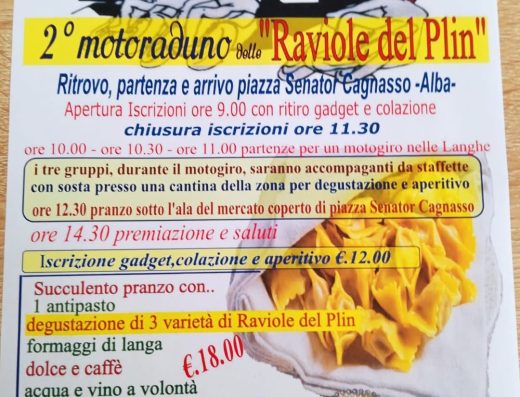 2° motoraduno delle "Raviole del Plin"
Ritrovo, partenza e arrivo piazza Senator Cagnasso -Alba-
Apertura Iscrizioni ore 9.00 con ritiro gadget e colazione
chiusura iscrizioni ore 11.30
ore 10.00 - ore 10.30 - ore 11.00 partenze per un motogiro nelle Langhe
i tre gruppi, durante il motogiro, saranno accompaganti da staffette
con sosta presso una cantina della zona per degustazione e aperitivo
ore 12.30 pranzo sotto l'ala del mercato coperto di piazza Senator Cagnasso
ore 14.30 premiazione e saluti
Iscrizione gadget,colazione e aperitivo €.12.00
Succulento pranzo con..
1 antipasto
degustazione di 3 varietà di Raviole del Plin
formaggi di langa
dolce e caffè
€.18.00
acqua e vino a volontà